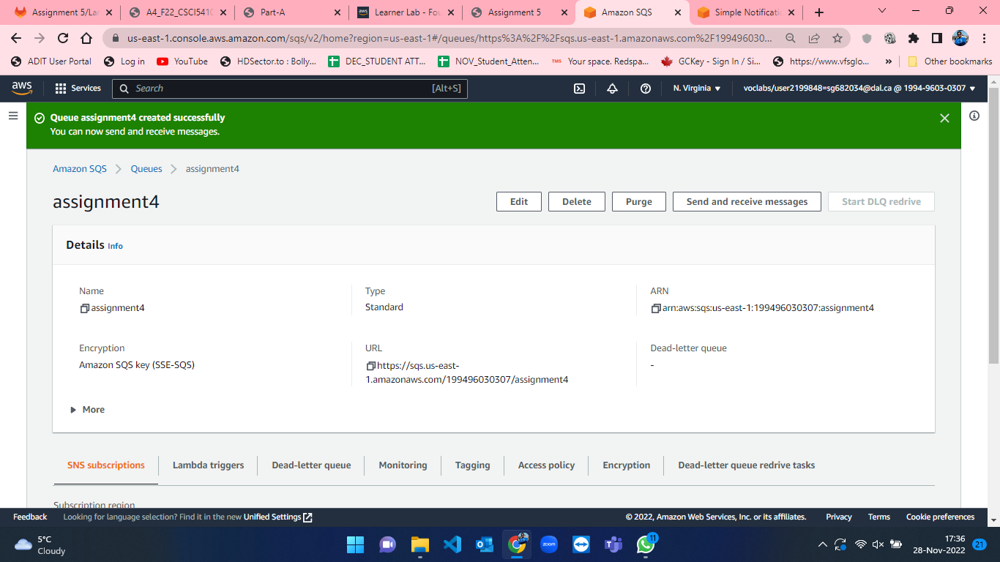 Assignment 5/Lar
A4_F22_CSCI541C
Part-A
Learner Lab - Fou
Assignment 5
Amazon SQS
Simple Notificati
us-east-1.console.aws.amazon.com/sqs/v2/home?region=us-east-1#/queues/https%3A%2F%2Fsqs.us-east-1.amazonaws.com%2F199496030...
ADIT User Portal
Log in
YouTube
HDSector.to : Bolly...
DEC_STUDENT ATT...
NOV_Student_Atten...
TMS
Your space. Redspa...
GCKey - Sign In / Si...
https://www.vfsglo...
»
Other bookmarks
aws
Services
Search
[Alt+S]
N. Virginia
voclabs/user2199848=sg682034@dal.ca @ 1994-9603-0307
Queue assignment4 created successfully
You can now send and receive messages.
Amazon SQS
Queues
assignment4
assignment4
Edit
Delete
Purge
Send and receive messages
Start DLQ redrive
Details Info
Name
assignment4
Type
Standard
ARN
arn:aws:sqs:us-east-1:199496030307:assignment4
Encryption
Amazon SQS key (SSE-SQS)
URL
https://sqs.us-east-
1.amazonaws.com/199496030307/assignment4
Dead-letter queue
-
More
SNS subscriptions
Lambda triggers
Dead-letter queue
Monitoring
Tagging
Access policy
Encryption
Dead-letter queue redrive tasks
Subscription region
Feedback
Looking for language selection? Find it in the new Unified Settings
© 2022, Amazon Web Services, Inc. or its affiliates.
Privacy
Terms
Cookie preferences
5°C
Cloudy
zoom
11
17:36
28-Nov-2022
21